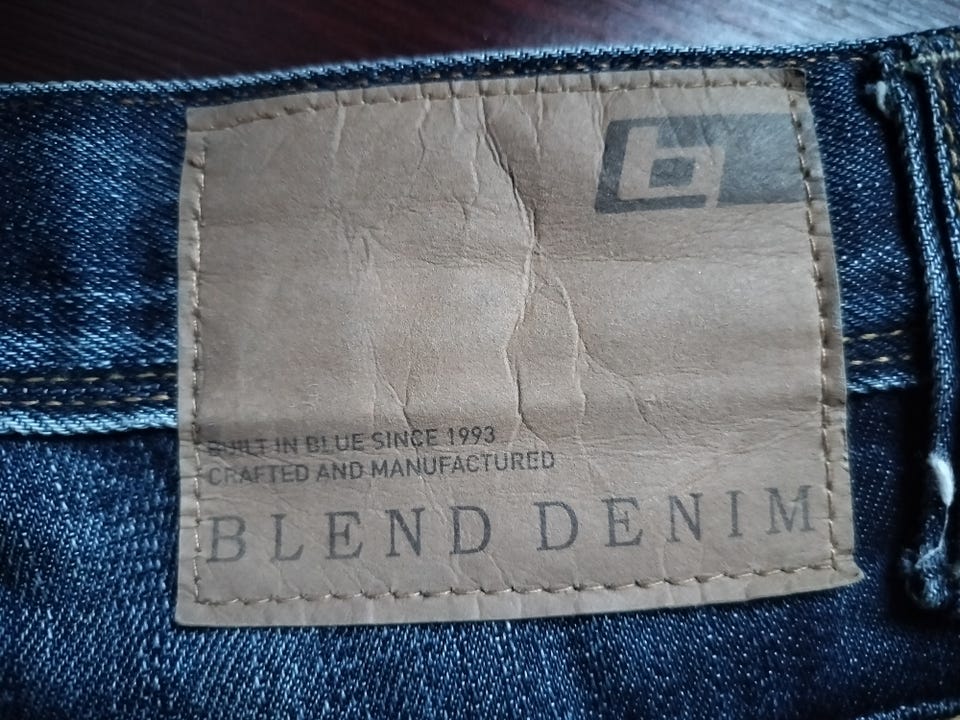 b
BUILT IN BLUE SINCE 1993
CRAFTED AND MANUFACTURED
BLEND DENIM